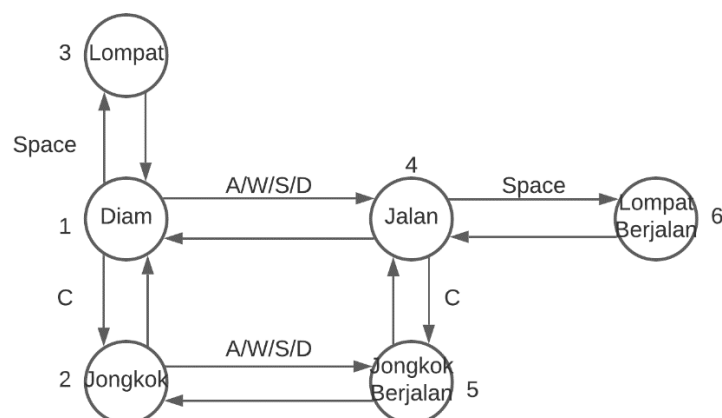 3
Lompat
Space
4
A/W/S/D
Space
1
Diam
Jalan
Lompat
Berjalan
6
C
C
A/W/S/D
2
Jongkok
Jongkok
Berjalan
5